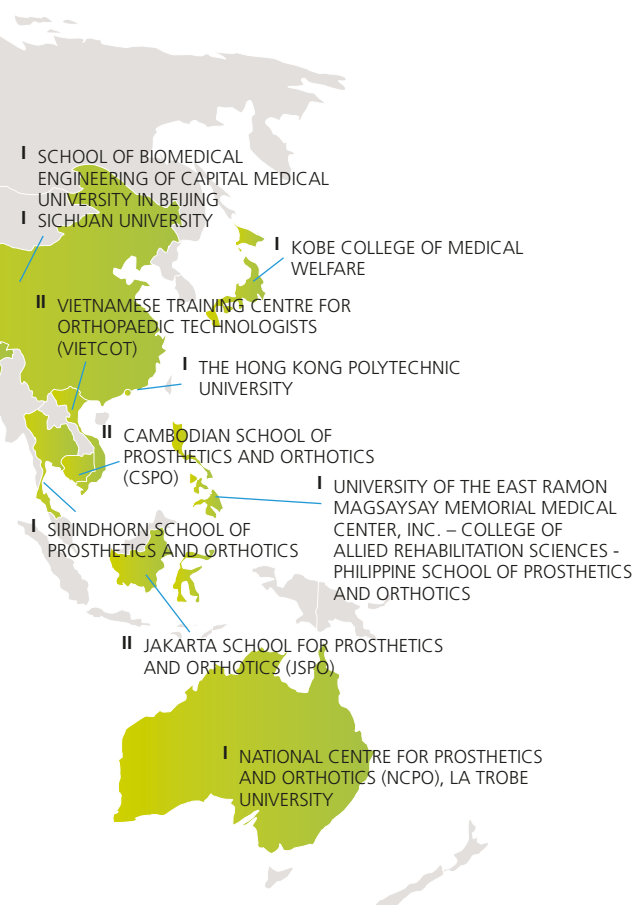 I SCHOOL OF BIOMEDICAL
ENGINEERING OF CAPITAL MEDICAL
UNIVERSITY IN BEIJING
I SICHUAN UNIVERSITY
I KOBE COLLEGE OF MEDICAL
WELFARE
II VIETNAMESE TRAINING CENTRE FOR
ORTHOPAEDIC TECHNOLOGISTS
(VIETCOT)
I THE HONG KONG POLYTECHNIC
UNIVERSITY
II CAMBODIAN SCHOOL OF
PROSTHETICS AND ORTHOTICS
(CSPO)
I UNIVERSITY OF THE EAST RAMON
MAGSAYSAY MEMORIAL MEDICAL
CENTER, INC. – COLLEGE OF
ALLIED REHABILITATION SCIENCES -
PHILIPPINE SCHOOL OF PROSTHETICS
AND ORTHOTICS
I SIRINDHORN SCHOOL OF
PROSTHETICS AND ORTHOTICS
II JAKARTA SCHOOL FOR PROSTHETICS
AND ORTHOTICS (JSPO)
I NATIONAL CENTRE FOR PROSTHETICS
AND ORTHOTICS (NCPO), LA TROBE
UNIVERSITY